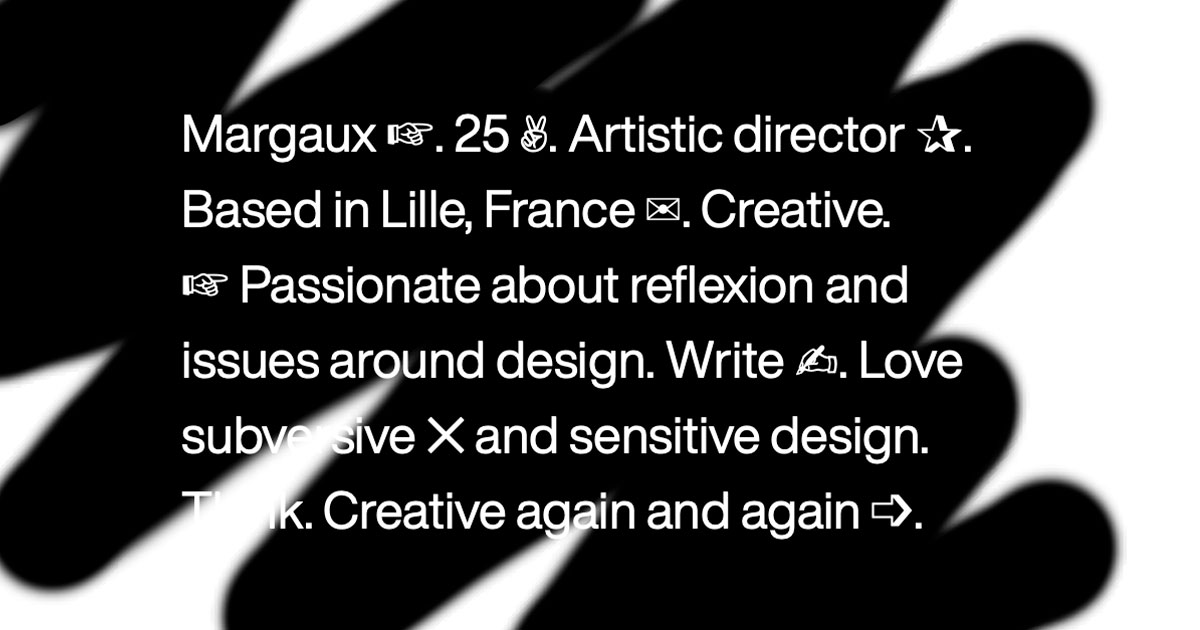 Margaux ☞. 25 ✌. Artistic director ✰.
Based in Lille, France ✉. Creative.
☞ Passionate about reflexion and
issues around design. Write ✍. Love
subversive ✕ and sensitive design.
Think. Creative again and again ➩.